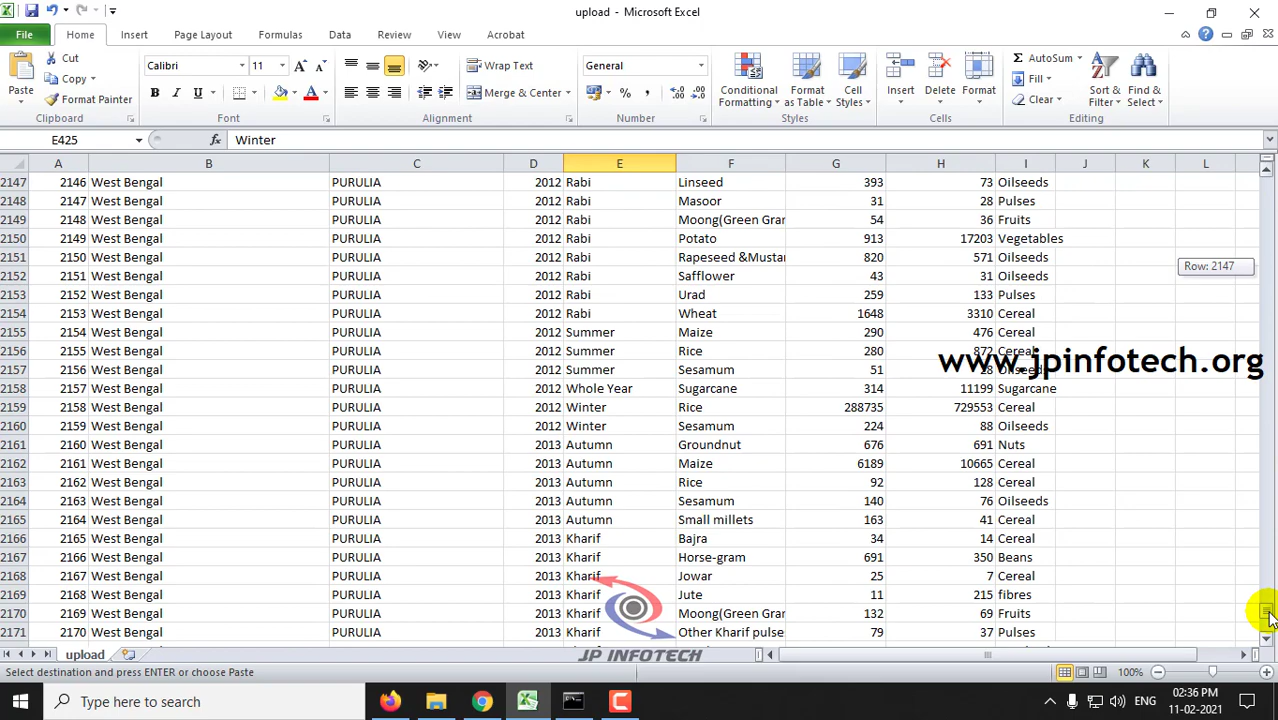 upload - Microsoft Excel
File Home Insert Page Layout Formulas Data Review View Acrobat
Paste Cut Copy Format Painter Clipboard
Calibri 11 A A B I U A Font
Wrap Text Merge & Center Alignment
General % , Number
Conditional Formatting Format as Table Cell Styles Styles
Insert Delete Format Cells
Σ AutoSum Fill Clear Sort & Filter Find & Select Editing
E425 fx Winter
A B C D E F G H I J K L
2147 2146 West Bengal PURULIA 2012 Rabi Linseed 393 73 Oilseeds
2148 2147 West Bengal PURULIA 2012 Rabi Masoor 31 28 Pulses
2149 2148 West Bengal PURULIA 2012 Rabi Moong(Green Grar 54 36 Fruits
2150 2149 West Bengal PURULIA 2012 Rabi Potato 913 17203 Vegetables
2151 2150 West Bengal PURULIA 2012 Rabi Rapeseed &Mustar 820 571 Oilseeds
Row: 2147
2152 2151 West Bengal PURULIA 2012 Rabi Safflower 43 31 Oilseeds
2153 2152 West Bengal PURULIA 2012 Rabi Urad 259 133 Pulses
2154 2153 West Bengal PURULIA 2012 Rabi Wheat 1648 3310 Cereal
2155 2154 West Bengal PURULIA 2012 Summer Maize 290 476 Cereal
2156 2155 West Bengal PURULIA 2012 Summer Rice 280 872 Cereal
www.jpinfotech.org
2157 2156 West Bengal PURULIA 2012 Summer Sesamum 51 Oilseeds
2158 2157 West Bengal PURULIA 2012 Whole Year Sugarcane 314 11199 Sugarcane
2159 2158 West Bengal PURULIA 2012 Winter Rice 288735 729553 Cereal
2160 2159 West Bengal PURULIA 2012 Winter Sesamum 224 88 Oilseeds
2161 2160 West Bengal PURULIA 2013 Autumn Groundnut 676 691 Nuts
2162 2161 West Bengal PURULIA 2013 Autumn Maize 6189 10665 Cereal
2163 2162 West Bengal PURULIA 2013 Autumn Rice 92 128 Cereal
2164 2163 West Bengal PURULIA 2013 Autumn Sesamum 140 76 Oilseeds
2165 2164 West Bengal PURULIA 2013 Autumn Small millets 163 41 Cereal
2166 2165 West Bengal PURULIA 2013 Kharif Bajra 34 14 Cereal
2167 2166 West Bengal PURULIA 2013 Kharif Horse-gram 691 350 Beans
2168 2167 West Bengal PURULIA 2013 Kharif Jowar 25 7 Cereal
2169 2168 West Bengal PURULIA 2013 Kharif Jute 11 215 fibres
2170 2169 West Bengal PURULIA 2013 Kharif Moong(Green Grar 132 69 Fruits
2171 2170 West Bengal PURULIA 2013 Kharif Other Kharif pulse 79 37 Pulses
JP INFOTECH
upload
Select destination and press ENTER or choose Paste 100%
Type here to search ENG 02:36 PM
11-02-2021